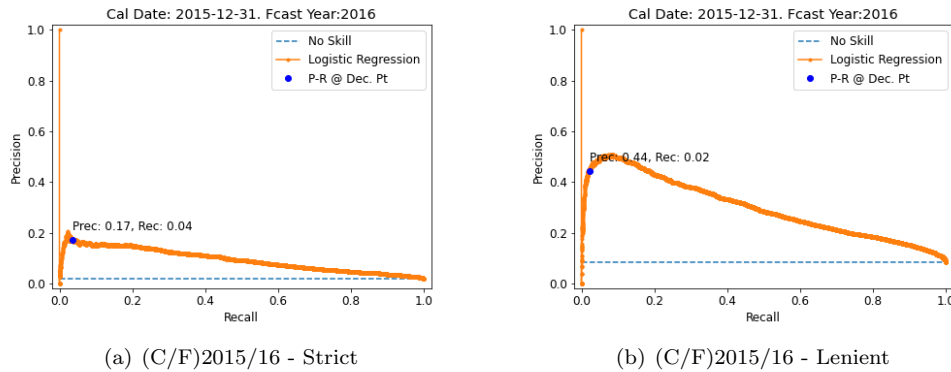 Cal Date: 2015-12-31. Fcast Year:2016
1.0
0.8
0.6
0.4
0.2
0.0
Precision
No Skill
Logistic Regression
P-R @ Dec. Pt
Prec: 0.17, Rec: 0.04
0.0 0.2 0.4 0.6 0.8 1.0
Recall
(a) (C/F)2015/16 - Strict
Cal Date: 2015-12-31. Fcast Year:2016
1.0
0.8
0.6
0.4
0.2
0.0
Precision
No Skill
Logistic Regression
P-R @ Dec. Pt
Prec: 0.44, Rec: 0.02
0.0 0.2 0.4 0.6 0.8 1.0
Recall
(b) (C/F)2015/16 - Lenient